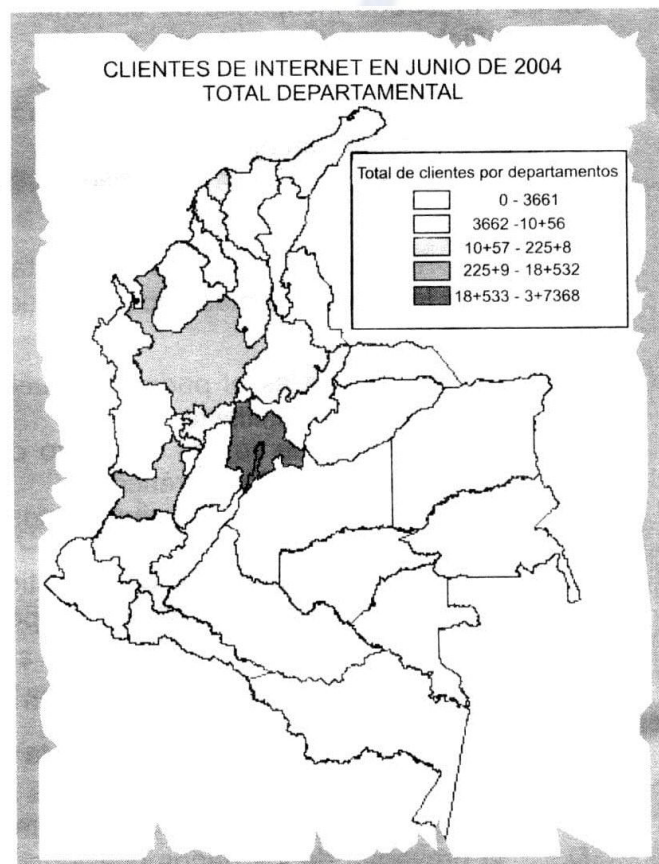 CLIENTES DE INTERNET EN JUNIO DE 2004
TOTAL DEPARTAMENTAL
Total de clientes por departamentos
0 - 3661
3662 -10+56
10+57 - 225+8
225+9 - 18+532
18+533 - 3+7368